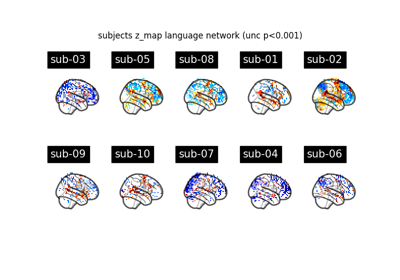 subjects z_map language network (unc p<0.001)
sub-03 sub-05 sub-08 sub-01 sub-02
sub-09 sub-10 sub-07 sub-04 sub-06